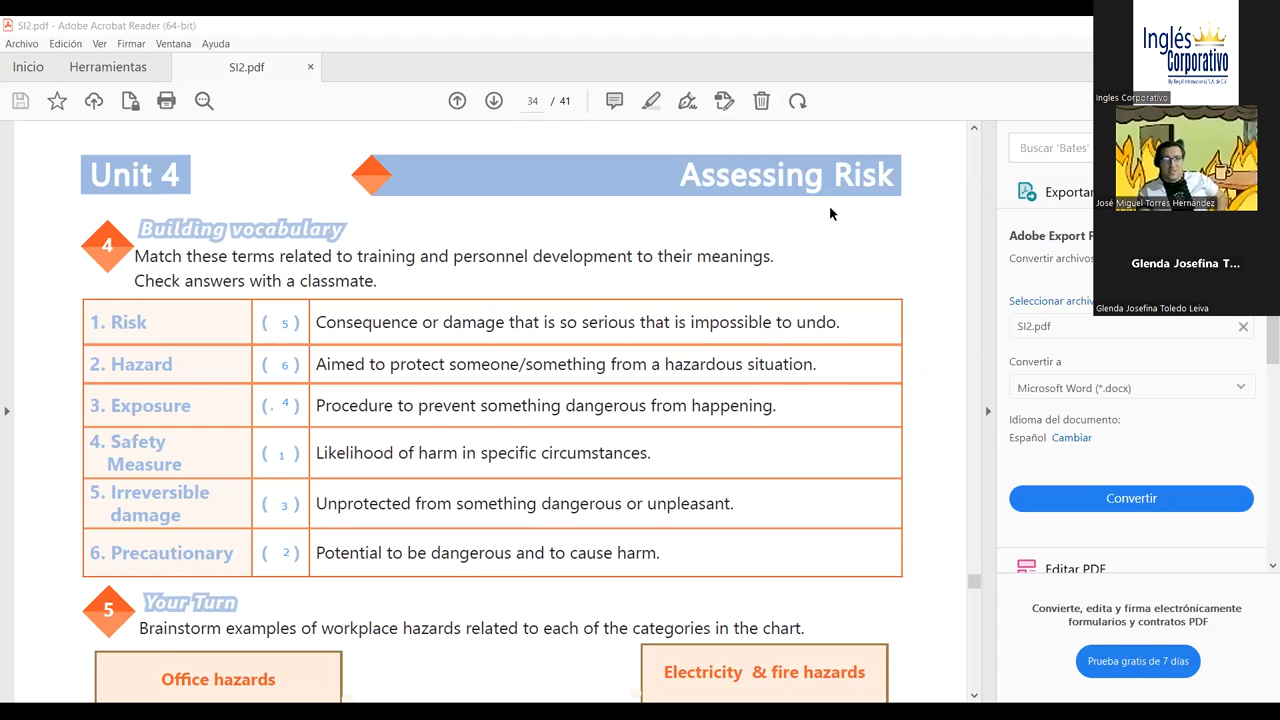 SI2.pdf - Adobe Acrobat Reader (64-bit)
Archivo Edición Ver Firmar Ventana Ayuda
Inicio Herramientas SI2.pdf ×
34 / 41
Unit 4
Assessing Risk
4 Building vocabulary
Match these terms related to training and personnel development to their meanings.
Check answers with a classmate.
1. Risk ( 5 ) Consequence or damage that is so serious that is impossible to undo.
2. Hazard ( 6 ) Aimed to protect someone/something from a hazardous situation.
3. Exposure (. 4 ) Procedure to prevent something dangerous from happening.
4. Safety
Measure ( 1 ) Likelihood of harm in specific circumstances.
5. Irreversible
damage ( 3 ) Unprotected from something dangerous or unpleasant.
6. Precautionary ( 2 ) Potential to be dangerous and to cause harm.
5 Your Turn
Brainstorm examples of workplace hazards related to each of the categories in the chart.
Office hazards
Electricity & fire hazards
Buscar 'Bates'
Exportar
Adobe Export P
Convertir archivos
Seleccionar archiv
SI2.pdf
Convertir a
Microsoft Word (*.docx)
Idioma del documento:
Español Cambiar
Convertir
Editar PDF
Convierte, edita y firma electrónicamente
formularios y contratos PDF
Prueba gratis de 7 días
Inglés
Corporativo
By Regal International, S.A. de C.V.
Ingles Corporativo
José Miguel Torres Hernández
Glenda Josefina T...
Glenda Josefina Toledo Leiva